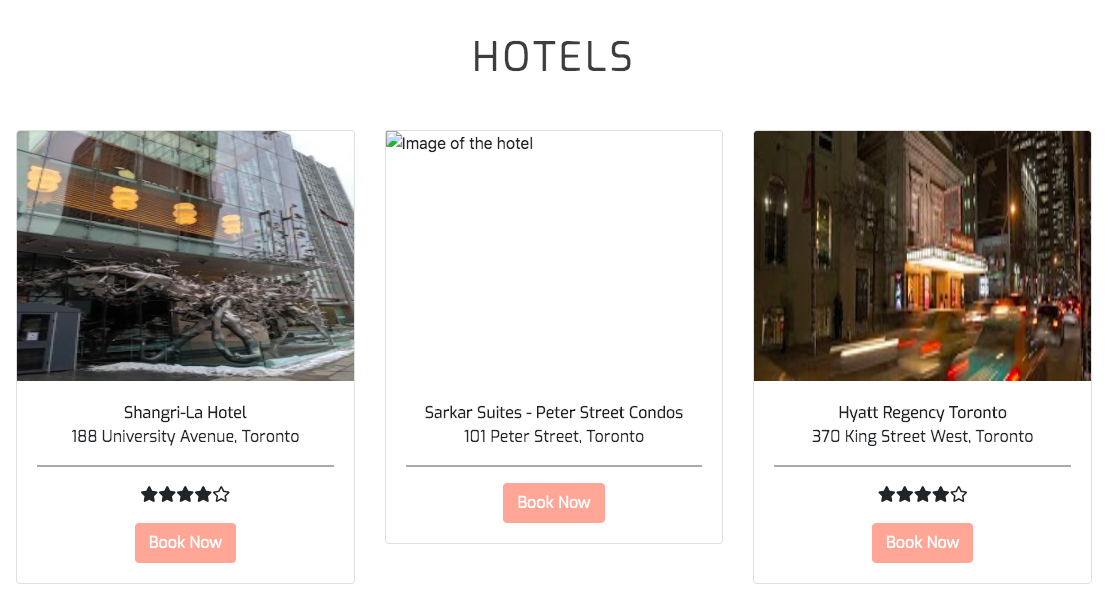 HOTELS
Image of the hotel
Shangri-La Hotel
188 University Avenue, Toronto
Book Now
Sarkar Suites - Peter Street Condos
101 Peter Street, Toronto
Book Now
Hyatt Regency Toronto
370 King Street West, Toronto
Book Now